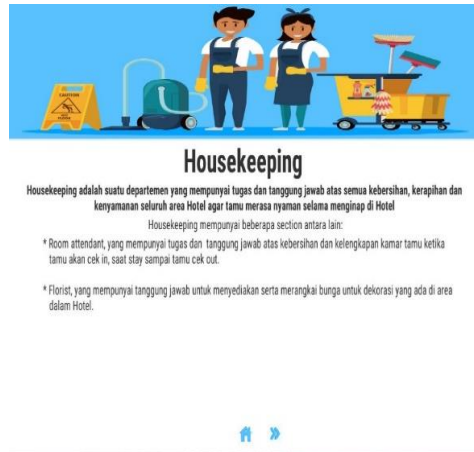 CAUTION
Housekeeping
Housekeeping adalah suatu departemen yang mempunyai tugas dan tanggung jawab atas semua kebersihan, kerapihan dan
kenyamanan seluruh area Hotel agar tamu merasa nyaman selama menginap di Hotel
Housekeeping mempunyai beberapa section antara lain:
* Room attendant, yang mempunyai tugas dan tanggung jawab atas kebersihan dan kelengkapan kamar tamu ketika
tamu akan cek in, saat stay sampai tamu cek out.
* Florist, yang mempunyai tanggung jawab untuk menyediakan serta merangkai bunga untuk dekorasi yang ada di area
dalam Hotel.